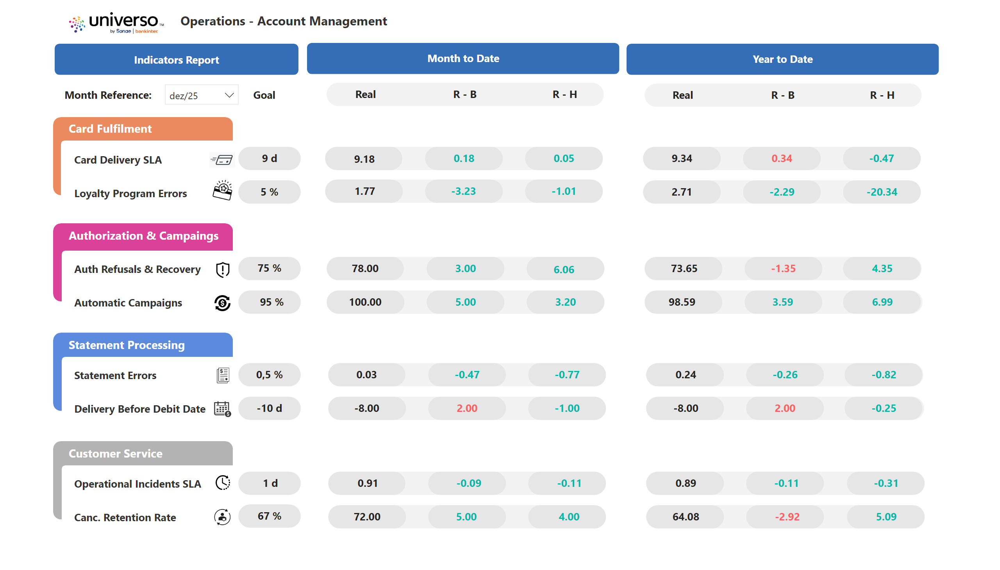 universo™
by Sonae | bankinter.
Operations - Account Management
Indicators Report
Month to Date
Year to Date
Month Reference: dez/25 Goal
Real R - B R - H
Real R - B R - H
Card Fulfilment
Card Delivery SLA 9 d 9.18 0.18 0.05 9.34 0.34 -0.47
Loyalty Program Errors 5 % 1.77 -3.23 -1.01 2.71 -2.29 -20.34
Authorization & Campaings
Auth Refusals & Recovery 75 % 78.00 3.00 6.06 73.65 -1.35 4.35
Automatic Campaigns 95 % 100.00 5.00 3.20 98.59 3.59 6.99
Statement Processing
Statement Errors 0,5 % 0.03 -0.47 -0.77 0.24 -0.26 -0.82
Delivery Before Debit Date -10 d -8.00 2.00 -1.00 -8.00 2.00 -0.25
Customer Service
Operational Incidents SLA 1 d 0.91 -0.09 -0.11 0.89 -0.11 -0.31
Canc. Retention Rate 67 % 72.00 5.00 4.00 64.08 -2.92 5.09